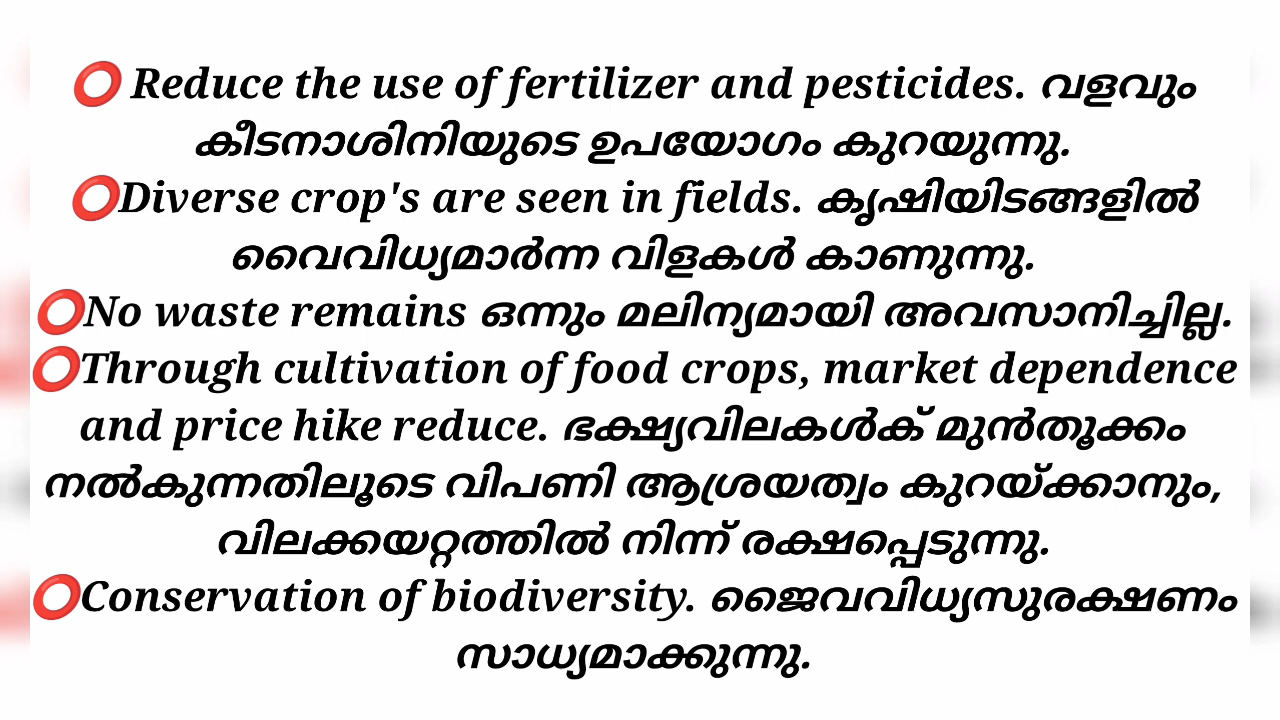 ⭕ Reduce the use of fertilizer and pesticides. വളവും
കീടനാശിനിയുടെ ഉപയോഗം കുറയുന്നു.
⭕Diverse crop's are seen in fields. കൃഷിയിടങ്ങളിൽ
വൈവിധ്യമാർന്ന വിളകൾ കാണുന്നു.
⭕No waste remains ഒന്നും മലിന്യമായി അവസാനിച്ചില്ല.
⭕Through cultivation of food crops, market dependence
and price hike reduce. ഭക്ഷ്യവിലകൾക് മുൻതൂക്കം
നൽകുന്നതിലൂടെ വിപണി ആശ്രയത്വം കുറയ്ക്കാനും,
വിലക്കയറ്റത്തിൽ നിന്ന് രക്ഷപ്പെടുന്നു.
⭕Conservation of biodiversity. ജൈവവിധ്യസുരക്ഷണം
സാധ്യമാക്കുന്നു.